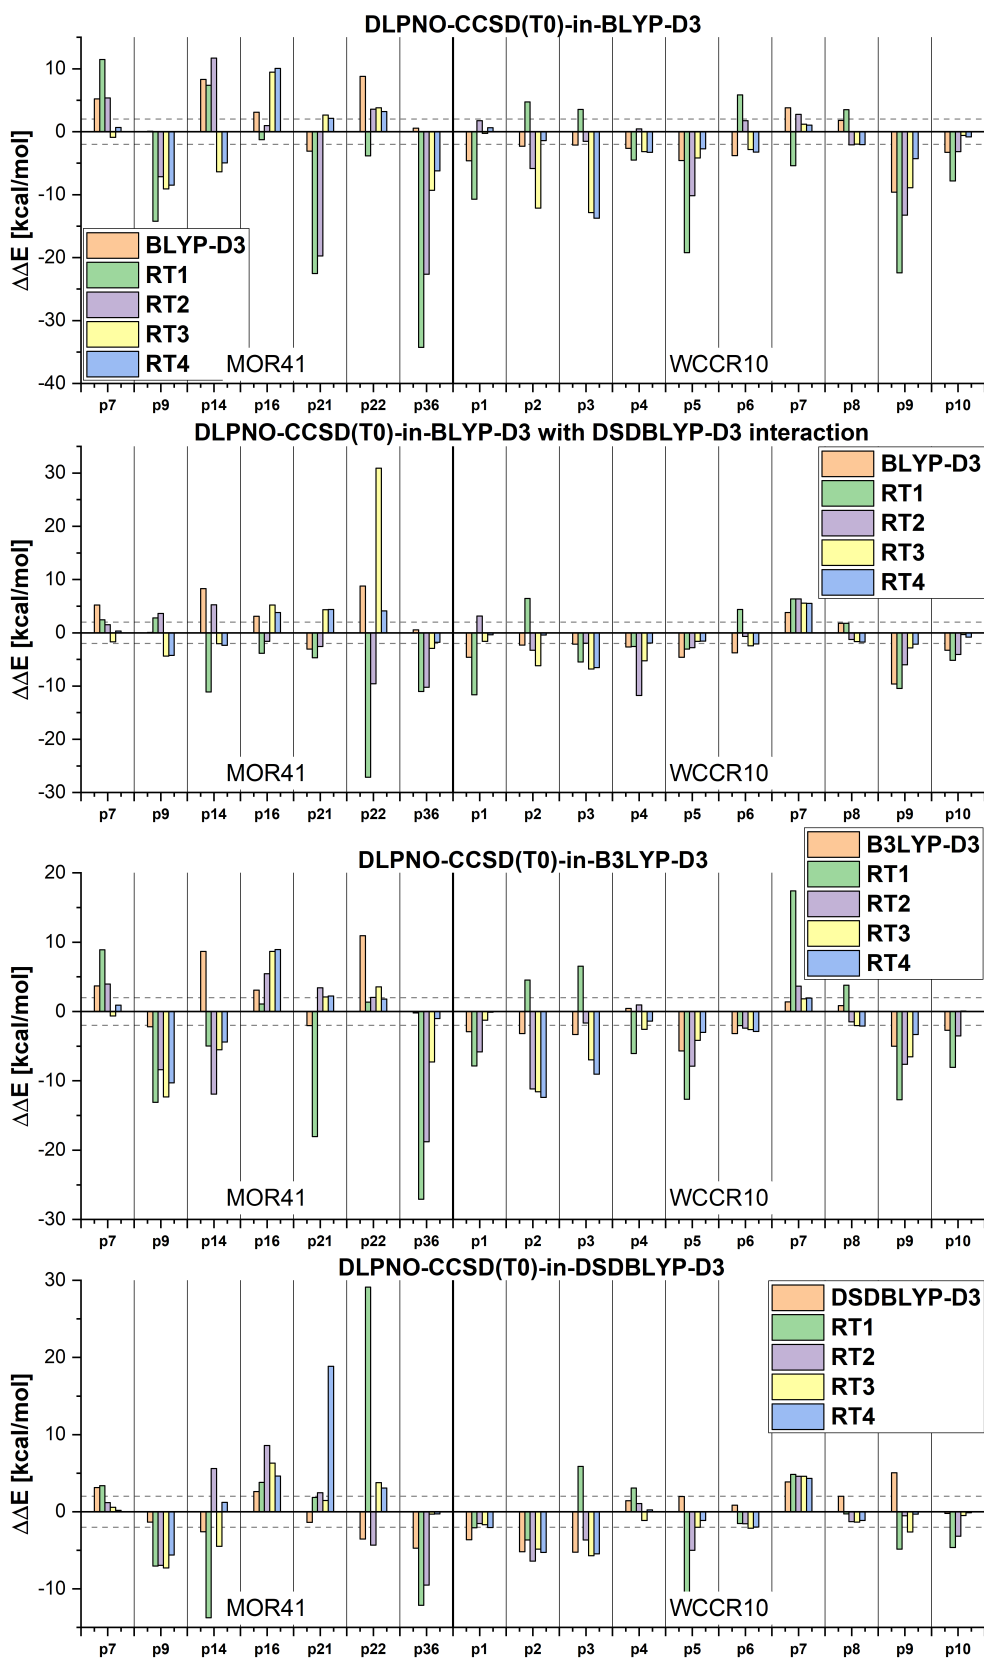 DLPNO-CCSD(T0)-in-BLYP-D3
ΔΔE [kcal/mol]
10
0
-10
-20
-30
-40
BLYP-D3
RT1
RT2
RT3
RT4
MOR41
WCCR10
p7 p9 p14 p16 p21 p22 p36 p1 p2 p3 p4 p5 p6 p7 p8 p9 p10
DLPNO-CCSD(T0)-in-BLYP-D3 with DSDBLYP-D3 interaction
ΔΔE [kcal/mol]
30
20
10
0
-10
-20
-30
BLYP-D3
RT1
RT2
RT3
RT4
MOR41
WCCR10
p7 p9 p14 p16 p21 p22 p36 p1 p2 p3 p4 p5 p6 p7 p8 p9 p10
DLPNO-CCSD(T0)-in-B3LYP-D3
ΔΔE [kcal/mol]
20
10
0
-10
-20
-30
B3LYP-D3
RT1
RT2
RT3
RT4
MOR41
WCCR10
p7 p9 p14 p16 p21 p22 p36 p1 p2 p3 p4 p5 p6 p7 p8 p9 p10
DLPNO-CCSD(T0)-in-DSDBLYP-D3
ΔΔE [kcal/mol]
30
20
10
0
-10
DSDBLYP-D3
RT1
RT2
RT3
RT4
MOR41
WCCR10
p7 p9 p14 p16 p21 p22 p36 p1 p2 p3 p4 p5 p6 p7 p8 p9 p10